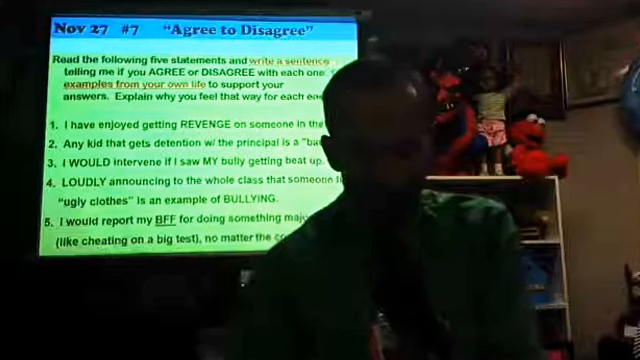 Nov 27 #7 "Agree to Disagree"
Read the following five statements and write a sentence
telling me if you AGREE or DISAGREE with each one.
examples from your own life to support your
answers. Explain why you feel that way for each
1. I have enjoyed getting REVENGE on someone in the
2. Any kid that gets detention w/ the principal is a
3. I WOULD intervene if I saw MY bully getting beat up.
4. LOUDLY announcing to the whole class that someone
"ugly clothes" is an example of BULLYING.
5. I would report my BFF for doing something
(like cheating on a big test), no matter the